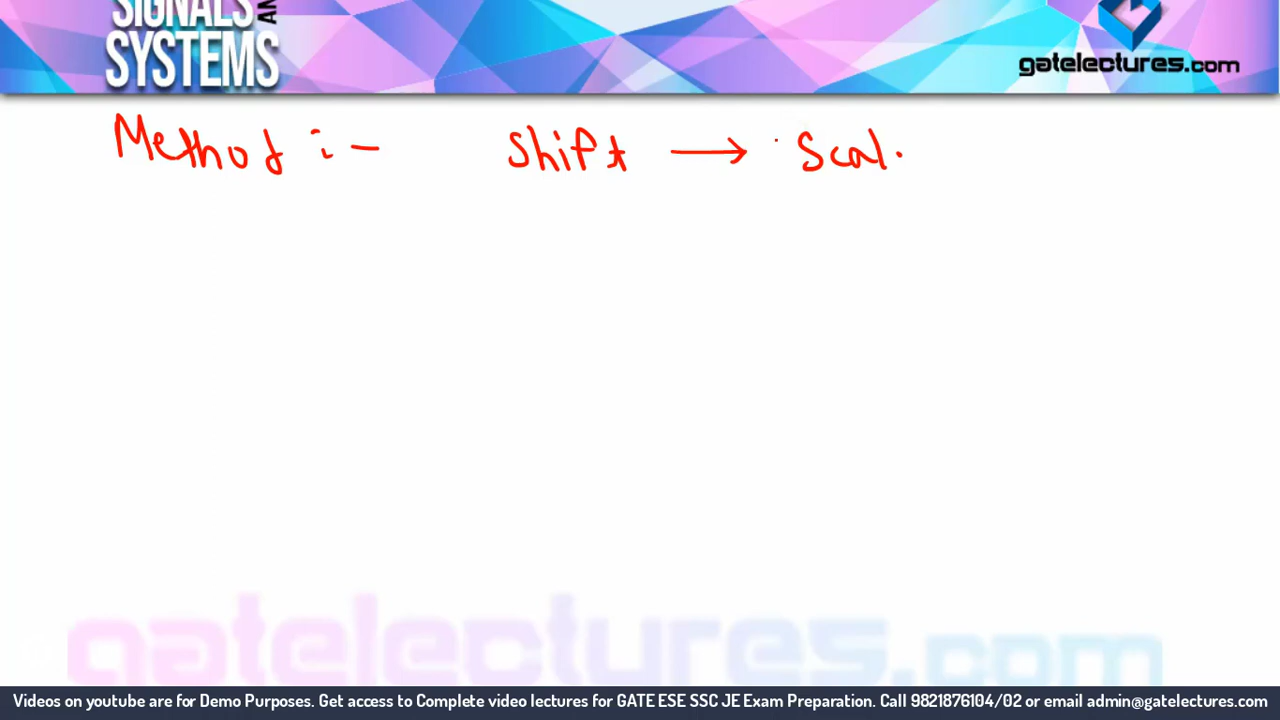 SIGNALS AND
SYSTEMS
gatelectures.com
Method :- Shift → Scal.
gatelectures.com
Videos on youtube are for Demo Purposes. Get access to Complete video lectures for GATE ESE SSC JE Exam Preparation. Call 9821876104/02 or email admin@gatelectures.com